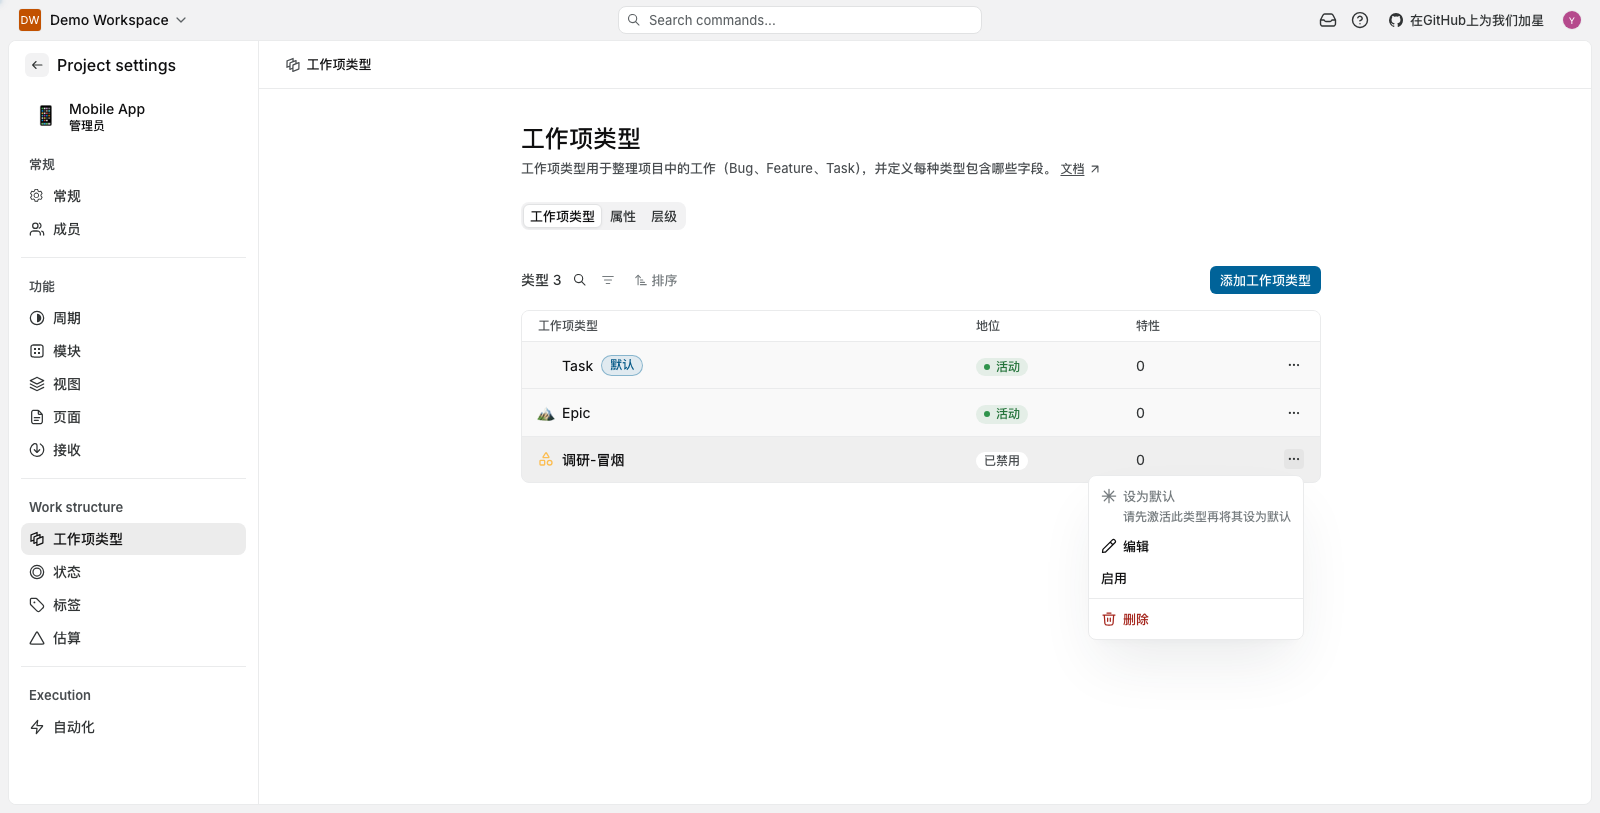 DW Demo Workspace
Search commands...
在GitHub上为我们加星
Y
Project settings
Mobile App
管理员
常规
常规
成员
功能
周期
模块
视图
页面
接收
Work structure
工作项类型
状态
标签
估算
Execution
自动化
工作项类型
工作项类型
工作项类型用于整理项目中的工作（Bug、Feature、Task），并定义每种类型包含哪些字段。 文档
工作项类型 属性 层级
类型 3 排序 添加工作项类型
工作项类型 地位 特性
Task 默认 活动 0
Epic 活动 0
调研-冒烟 已禁用 0
设为默认
请先激活此类型再将其设为默认
编辑
启用
删除